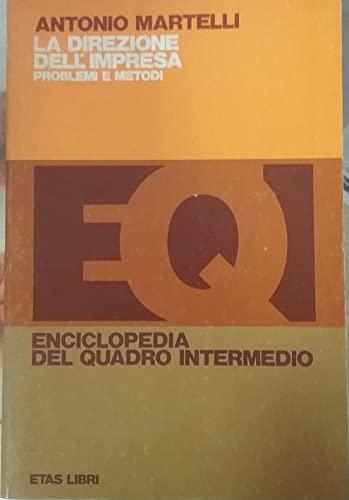 ANTONIO MARTELLI
LA DIREZIONE
DELL'IMPRESA
PROBLEMI E METODI
EQI
ENCICLOPEDIA
DEL QUADRO INTERMEDIO
ETAS LIBRI